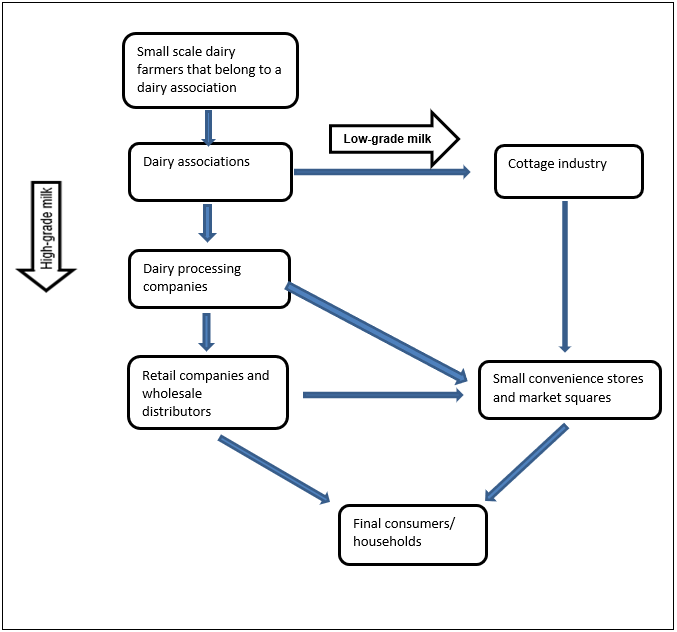 Small scale dairy
farmers that belong to a
dairy association
Low-grade milk
Dairy associations
Cottage industry
High-grade milk
Dairy processing
companies
Retail companies and
wholesale
distributors
Small convenience stores
and market squares
Final consumers/
households